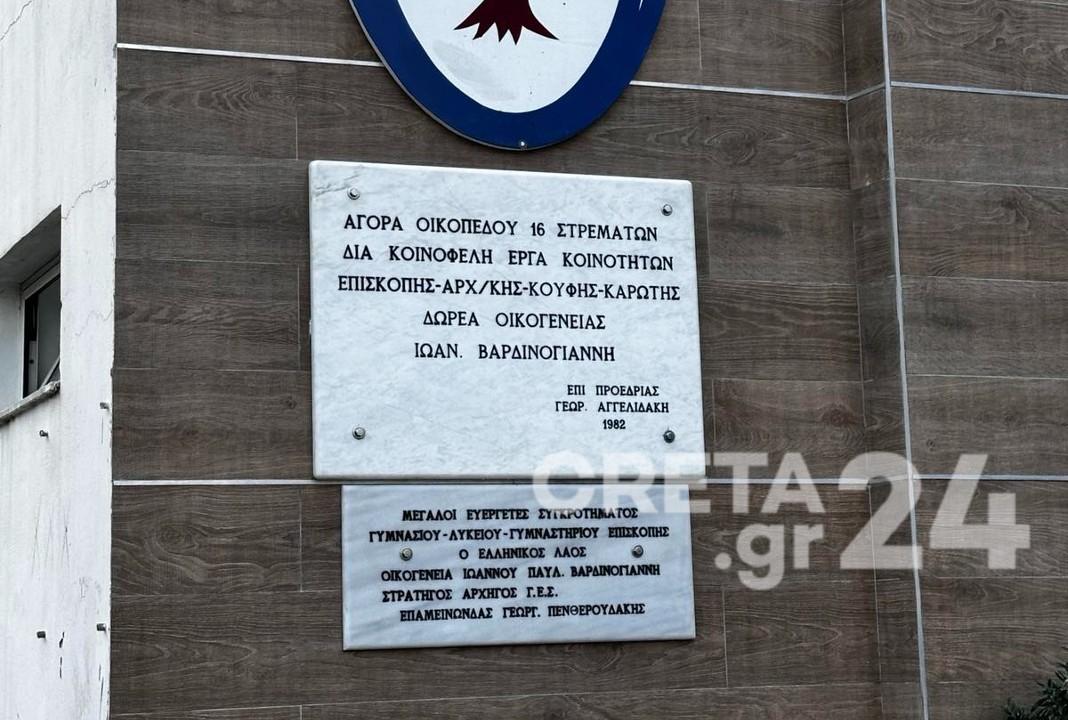 ΑΓΟΡΑ ΟΙΚΟΠΕΔΟΥ 16 ΣΤΡΕΜΑΤΩΝ
ΔΙΑ ΚΟΙΝΟΦΕΛΗ ΕΡΓΑ ΚΟΙΝΟΤΗΤΩΝ
ΕΠΙΣΚΟΠΗΣ-ΑΡΧ/ΚΗΣ-ΚΟΥΦΗΣ-ΚΑΡΩΤΗΣ
ΔΩΡΕΑ ΟΙΚΟΓΕΝΕΙΑΣ
ΙΩΑΝ. ΒΑΡΔΙΝΟΓΙΑΝΝΗ
ΕΠΙ ΠΡΟΕΔΡΙΑΣ
ΓΕΩΡ. ΑΓΓΕΛΙΔΑΚΗ
1982
ΜΕΓΑΛΟΙ ΕΥΕΡΓΕΤΕΣ ΣΥΓΚΡΟΤΗΜΑΤΟΣ
ΓΥΜΝΑΣΙΟΥ-ΛΥΚΕΙΟΥ-ΓΥΜΝΑΣΤΗΡΙΟΥ ΕΠΙΣΚΟΠΗΣ
Ο ΕΛΛΗΝΙΚΟΣ ΛΑΟΣ
ΟΙΚΟΓΕΝΕΙΑ ΙΩΑΝΝΟΥ ΠΑΥΛ. ΒΑΡΔΙΝΟΓΙΑΝΝΗ
ΣΤΡΑΤΗΓΟΣ ΑΡΧΗΓΟΣ Γ.Ε.Σ.
ΕΠΑΜΕΙΝΩΝΔΑΣ ΓΕΩΡΓ. ΠΕΝΘΕΡΟΥΔΑΚΗΣ
CRETA
.gr 24